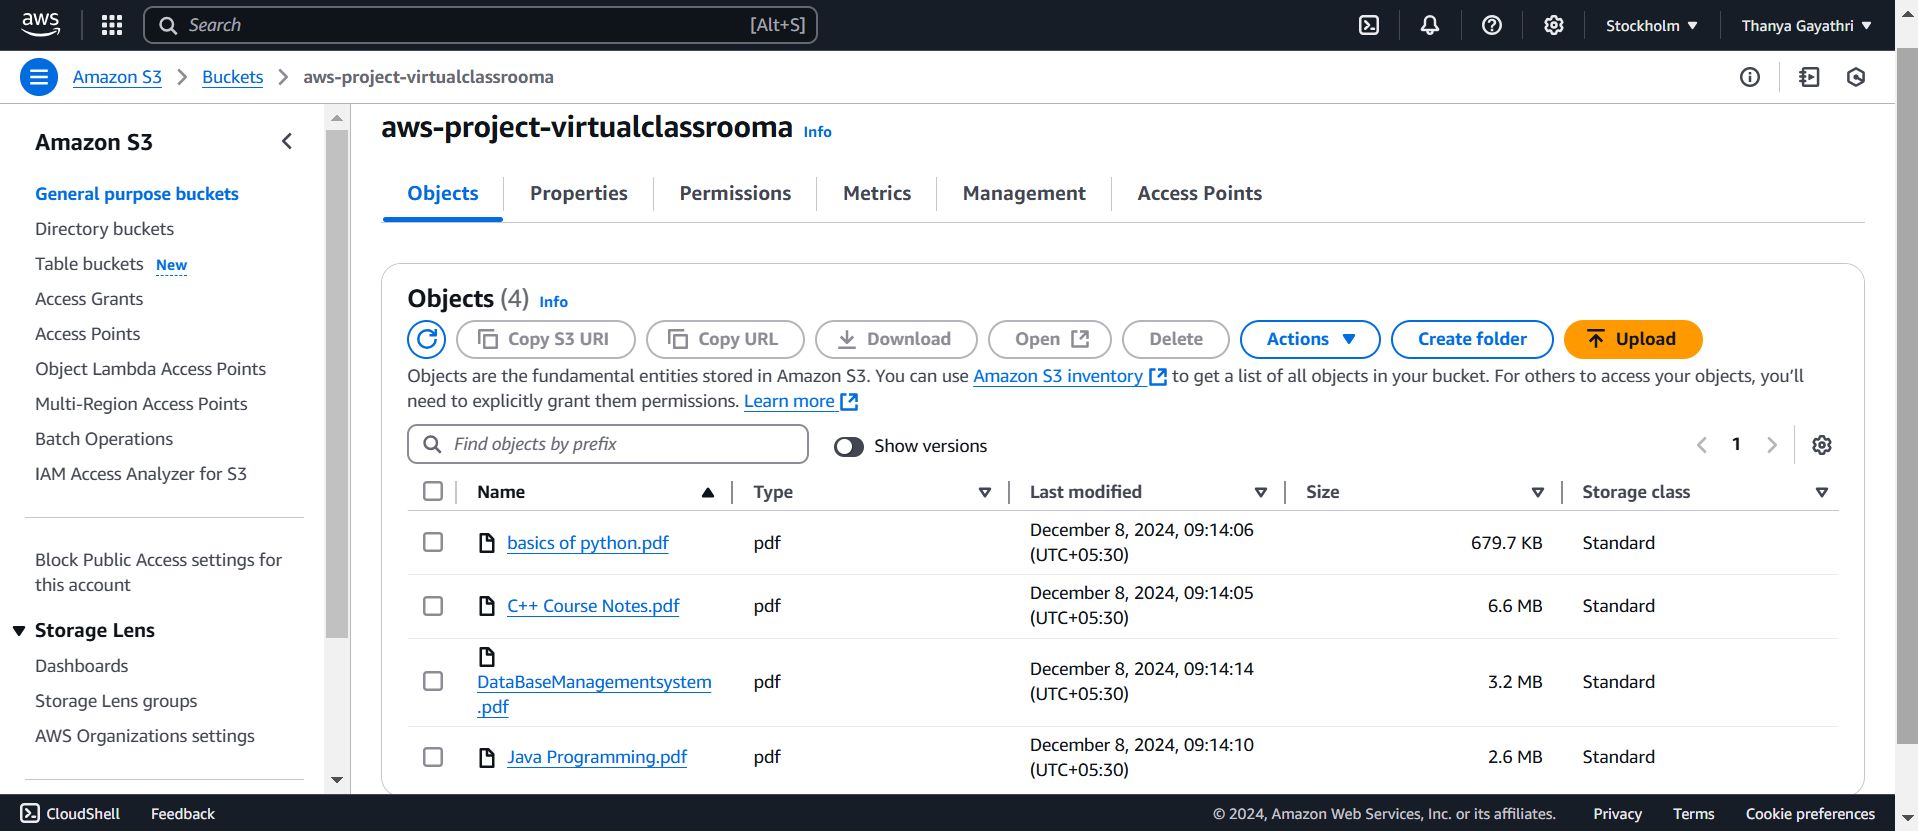 aws
Search [Alt+S]
Stockholm ▼
Thanya Gayathri ▼
Amazon S3 > Buckets > aws-project-virtualclassrooma
Amazon S3
General purpose buckets
Directory buckets
Table buckets New
Access Grants
Access Points
Object Lambda Access Points
Multi-Region Access Points
Batch Operations
IAM Access Analyzer for S3
Block Public Access settings for
this account
Storage Lens
Dashboards
Storage Lens groups
AWS Organizations settings
aws-project-virtualclassrooma Info
Objects Properties Permissions Metrics Management Access Points
Objects (4) Info
Copy S3 URI Copy URL Download Open Delete Actions ▼ Create folder Upload
Objects are the fundamental entities stored in Amazon S3. You can use Amazon S3 inventory to get a list of all objects in your bucket. For others to access your objects, you'll
need to explicitly grant them permissions. Learn more
Find objects by prefix
Show versions
1
Name Type Last modified Size Storage class
basics of python.pdf pdf December 8, 2024, 09:14:06
(UTC+05:30) 679.7 KB Standard
C++ Course Notes.pdf pdf December 8, 2024, 09:14:05
(UTC+05:30) 6.6 MB Standard
DataBaseManagementsystem
.pdf pdf December 8, 2024, 09:14:14
(UTC+05:30) 3.2 MB Standard
Java Programming.pdf pdf December 8, 2024, 09:14:10
(UTC+05:30) 2.6 MB Standard
CloudShell Feedback © 2024, Amazon Web Services, Inc. or its affiliates. Privacy Terms Cookie preferences